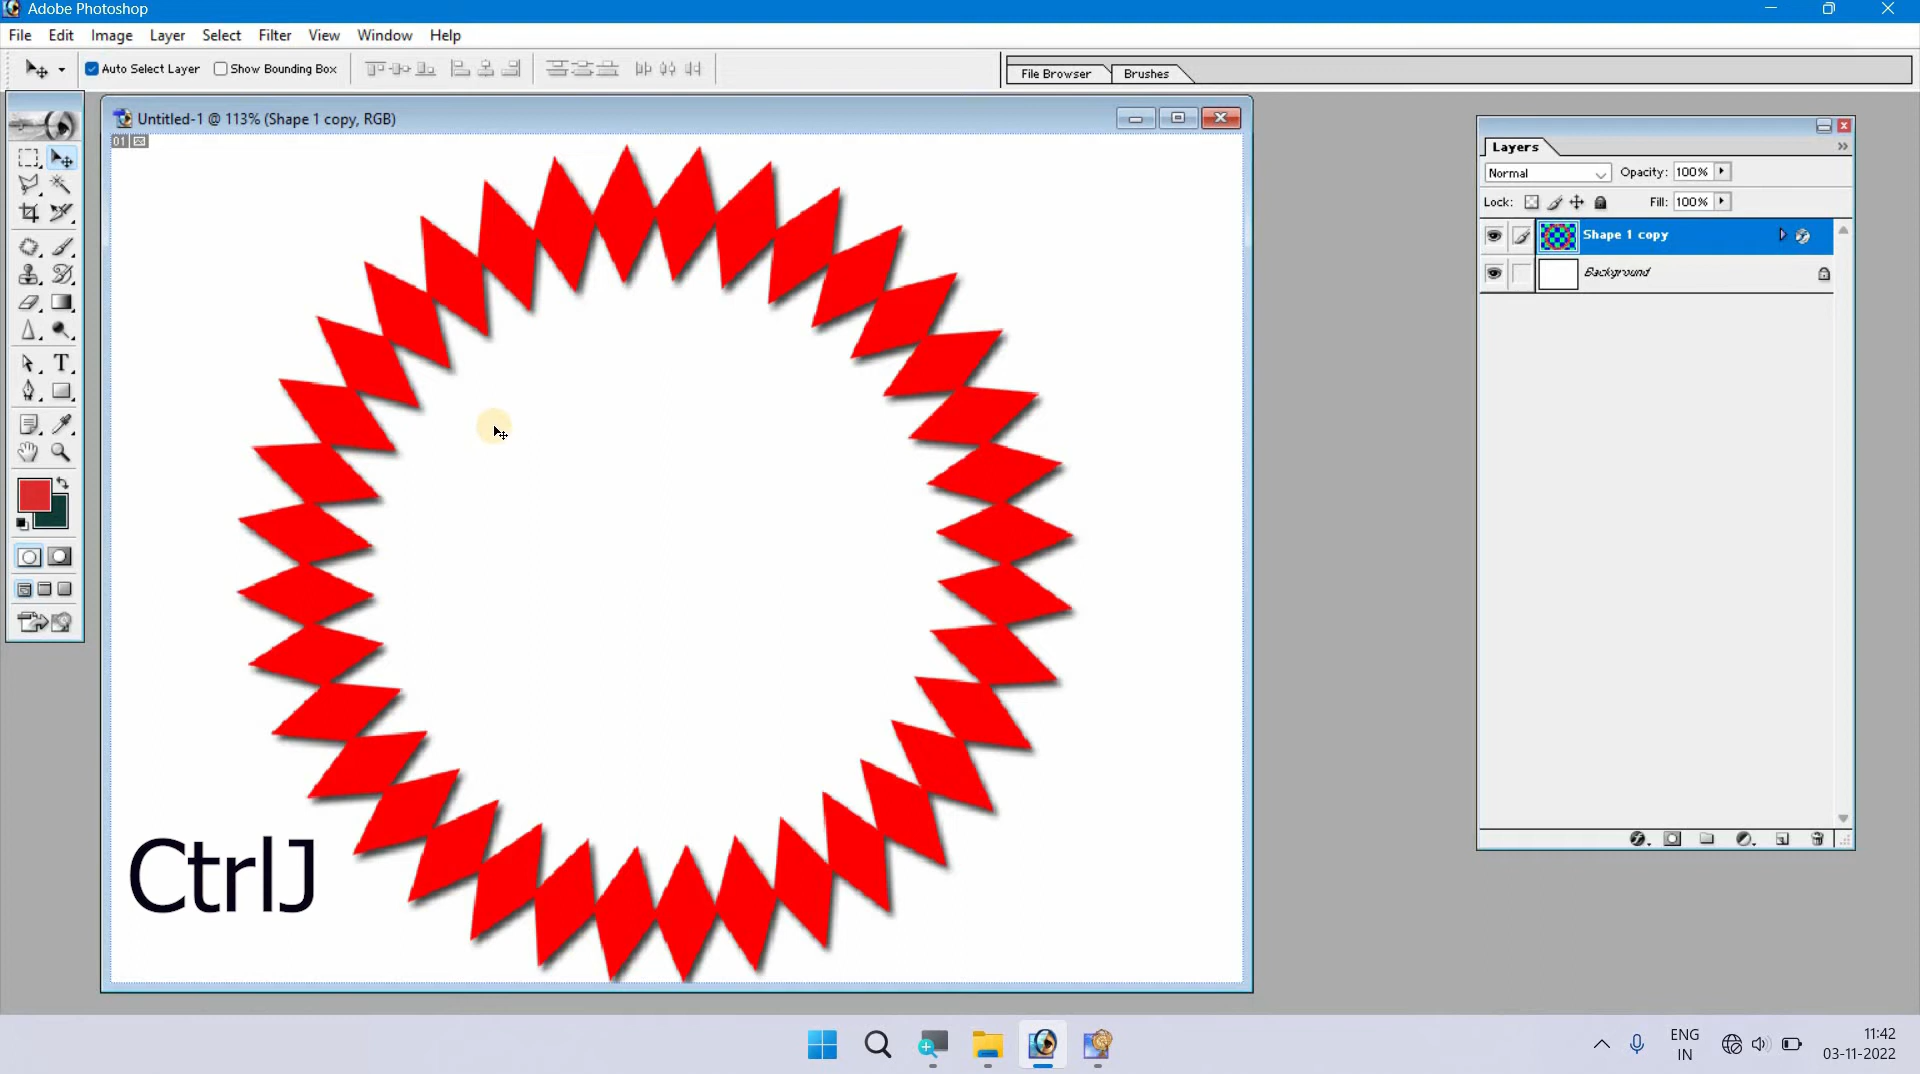 Adobe Photoshop
File Edit Image Layer Select Filter View Window Help
Auto Select Layer Show Bounding Box
File Browser Brushes
Untitled-1 @ 113% (Shape 1 copy, RGB)
01
Layers
Normal Opacity: 100%
Lock: Fill: 100%
Shape 1 copy
Background
T
CtrlJ
ENG
IN
11:42
03-11-2022